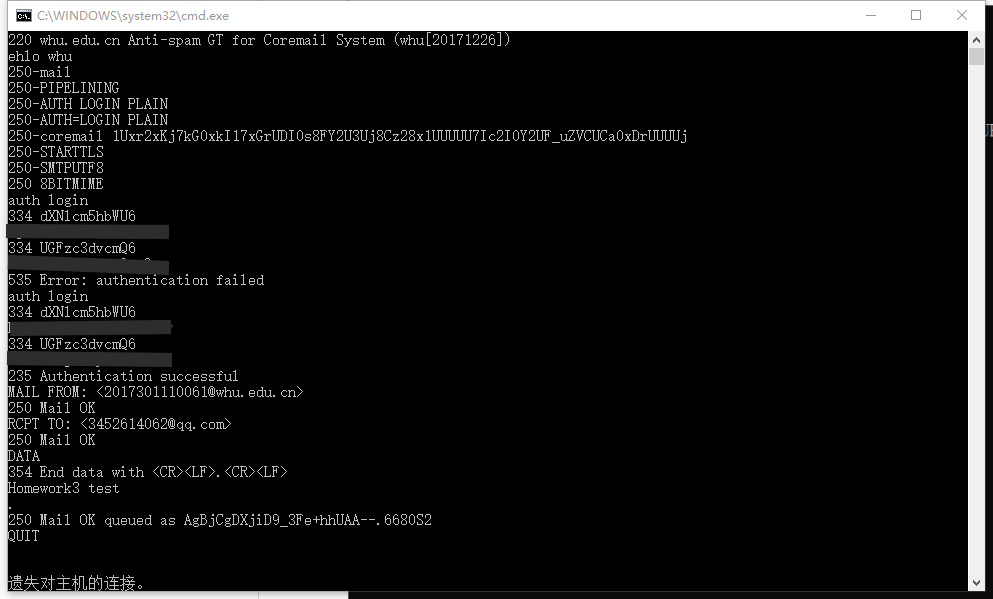 C:\WINDOWS\system32\cmd.exe
220 whu.edu.cn Anti-spam GT for Coremail System (whu[20171226])
ehlo whu
250-mail
250-PIPELINING
250-AUTH LOGIN PLAIN
250-AUTH=LOGIN PLAIN
250-coremail 1Uxr2xKj7kG0xkI17xGrUDI0s8FY2U3Uj8Cz28x1UUUUU7Ic2I0Y2UF_uZVCUCa0xDrUUUUj
250-STARTTLS
250-SMTPUTF8
250 8BITMIME
auth login
334 dXNlcm5hbWU6
334 UGFzc3dvcmQ6
535 Error: authentication failed
auth login
334 dXNlcm5hbWU6
334 UGFzc3dvcmQ6
235 Authentication successful
MAIL FROM: <2017301110061@whu.edu.cn>
250 Mail OK
RCPT TO: <3452614062@qq.com>
250 Mail OK
DATA
354 End data with <CR><LF>.<CR><LF>
Homework3 test
.
250 Mail OK queued as AgBjCgDXjiD9_3Fe+hhUAA--.6680S2
QUIT
遗失对主机的连接。